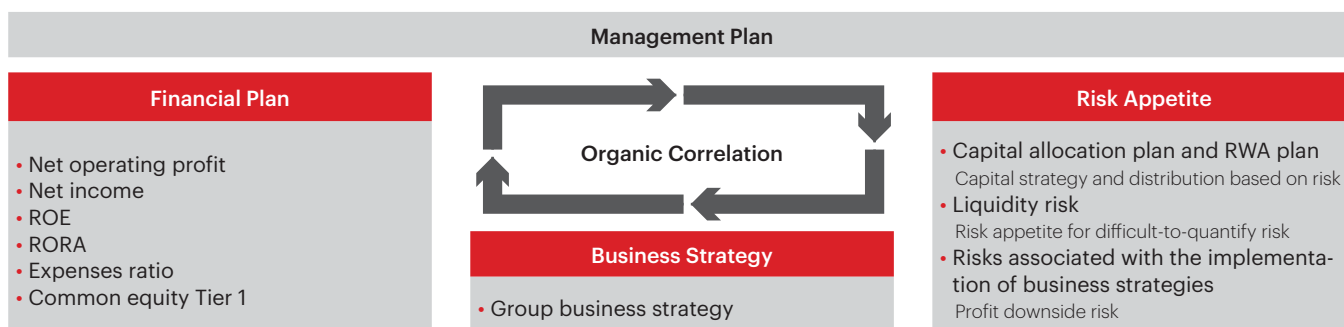 Management Plan
Financial Plan
• Net operating profit
• Net income
• ROE
• RORA
• Expenses ratio
• Common equity Tier 1
Organic Correlation
Business Strategy
• Group business strategy
Risk Appetite
• Capital allocation plan and RWA plan
Capital strategy and distribution based on risk
• Liquidity risk
Risk appetite for difficult-to-quantify risk
• Risks associated with the implementa-
tion of business strategies
Profit downside risk